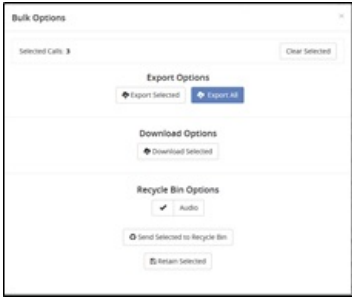 Bulk Options
Selected Calls: 3
Clear Selected
Export Options
Export Selected
Export All
Download Options
Download Selected
Recycle Bin Options
Audio
Send Selected to Recycle Bin
Retain Selected